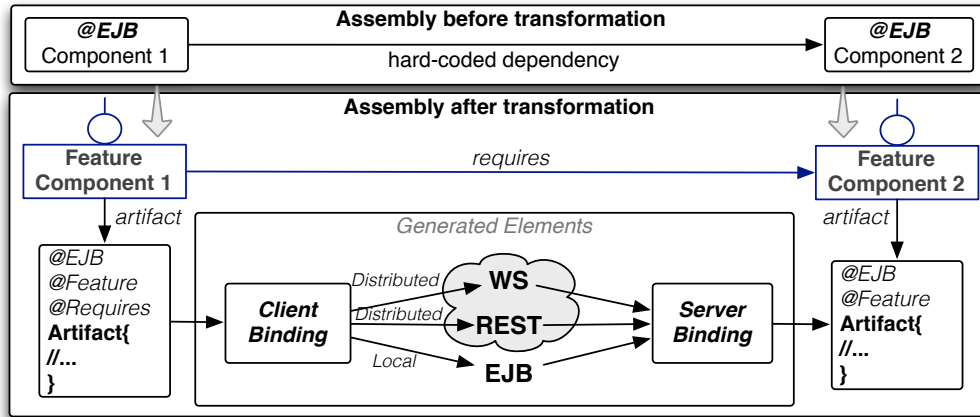 Assembly before transformation
@EJB
Component 1
hard-coded dependency
@EJB
Component 2
Assembly after transformation
Feature
Component 1
requires
Feature
Component 2
artifact
artifact
@EJB
@Feature
@Requires
Artifact{
//...
}
Generated Elements
Client
Binding
Distributed
Distributed
Local
WS
REST
EJB
Server
Binding
@EJB
@Feature
Artifact{
//...
}